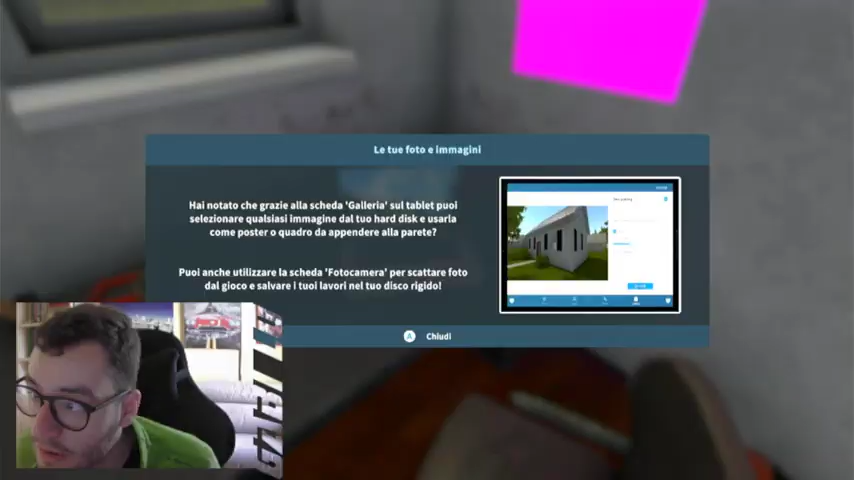 Le tue foto e immagini
Hai notato che grazie alla scheda 'Galleria' sul tablet puoi
selezionare qualsiasi immagine dal tuo hard disk e usarla
come poster o quadro da appendere alla parete?
Puoi anche utilizzare la scheda 'Fotocamera' per scattare foto
dal gioco e salvare i tuoi lavori nel tuo disco rigido!
A Chiudi